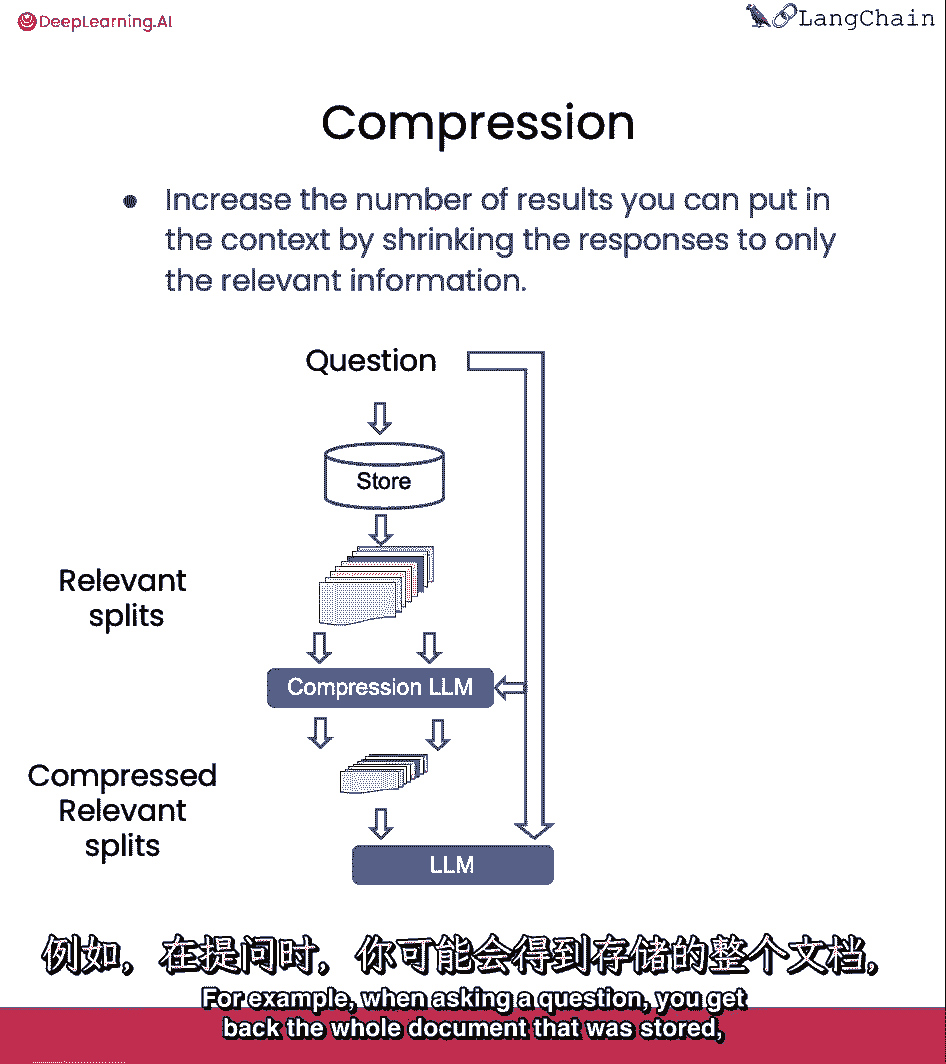 DeepLearning.AI
LangChain
Compression
Increase the number of results you can put in
the context by shrinking the responses to only
the relevant information.
Question
Store
Relevant
splits
Compression LLM
Compressed
Relevant
splits
LLM
例如，在提问时，你可能会得到存储的整个文档，
For example, when asking a question, you get
back the whole document that was stored,